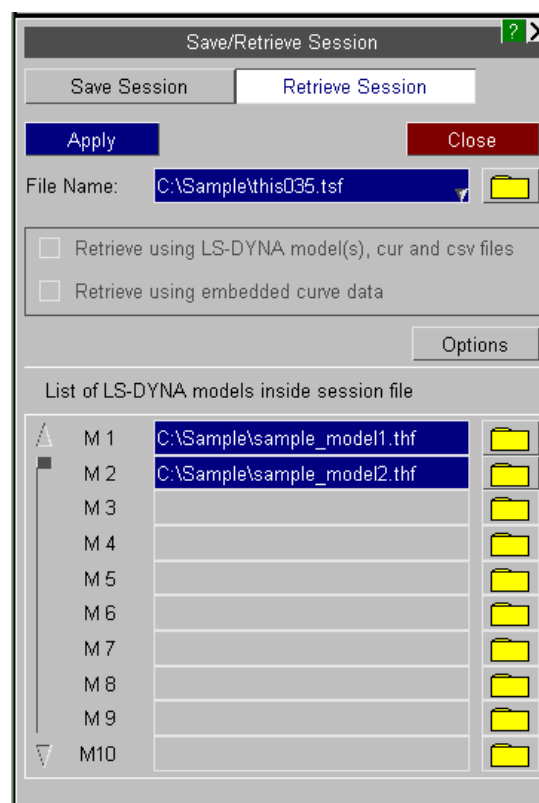 Save/Retrieve Session ? X
Save Session Retrieve Session
Apply Close
File Name: C:\Sample\this035.tsf
Retrieve using LS-DYNA model(s), cur and csv files
Retrieve using embedded curve data
Options
List of LS-DYNA models inside session file
M 1 C:\Sample\sample_model1.thf
M 2 C:\Sample\sample_model2.thf
M 3
M 4
M 5
M 6
M 7
M 8
M 9
M10